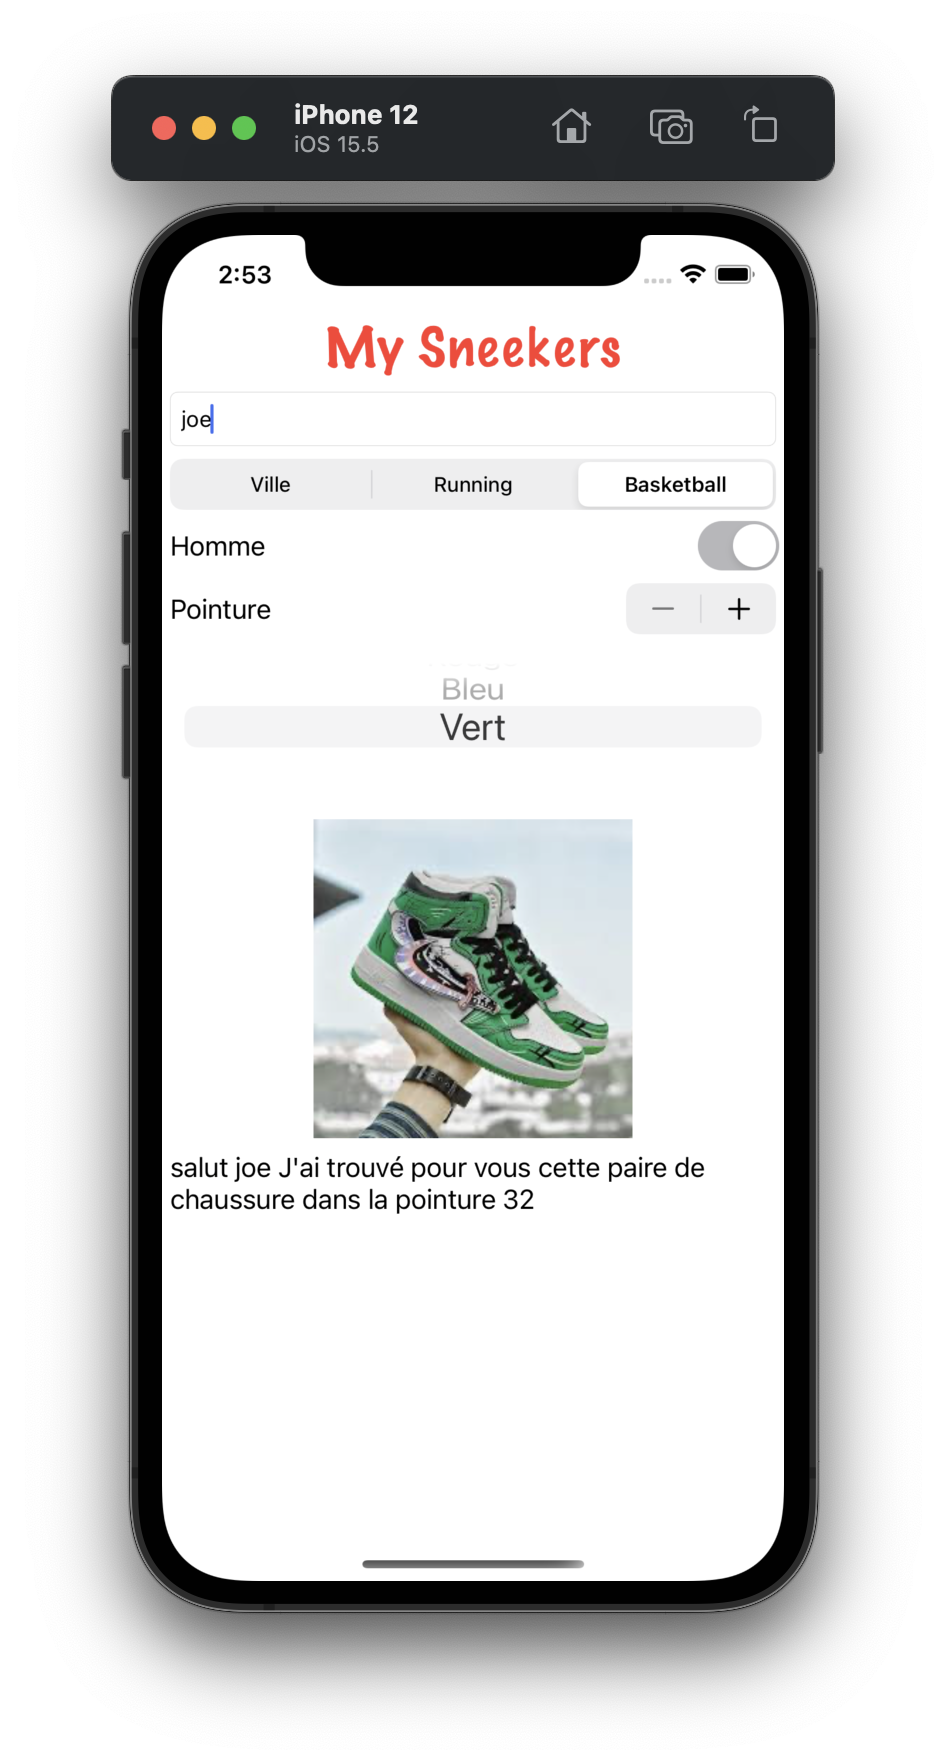 iPhone 12
iOS 15.5
2:53
My Sneekers
joe
Ville Running Basketball
Homme
Pointure
Bleu
Vert
salut joe J'ai trouvé pour vous cette paire de
chaussure dans la pointure 32